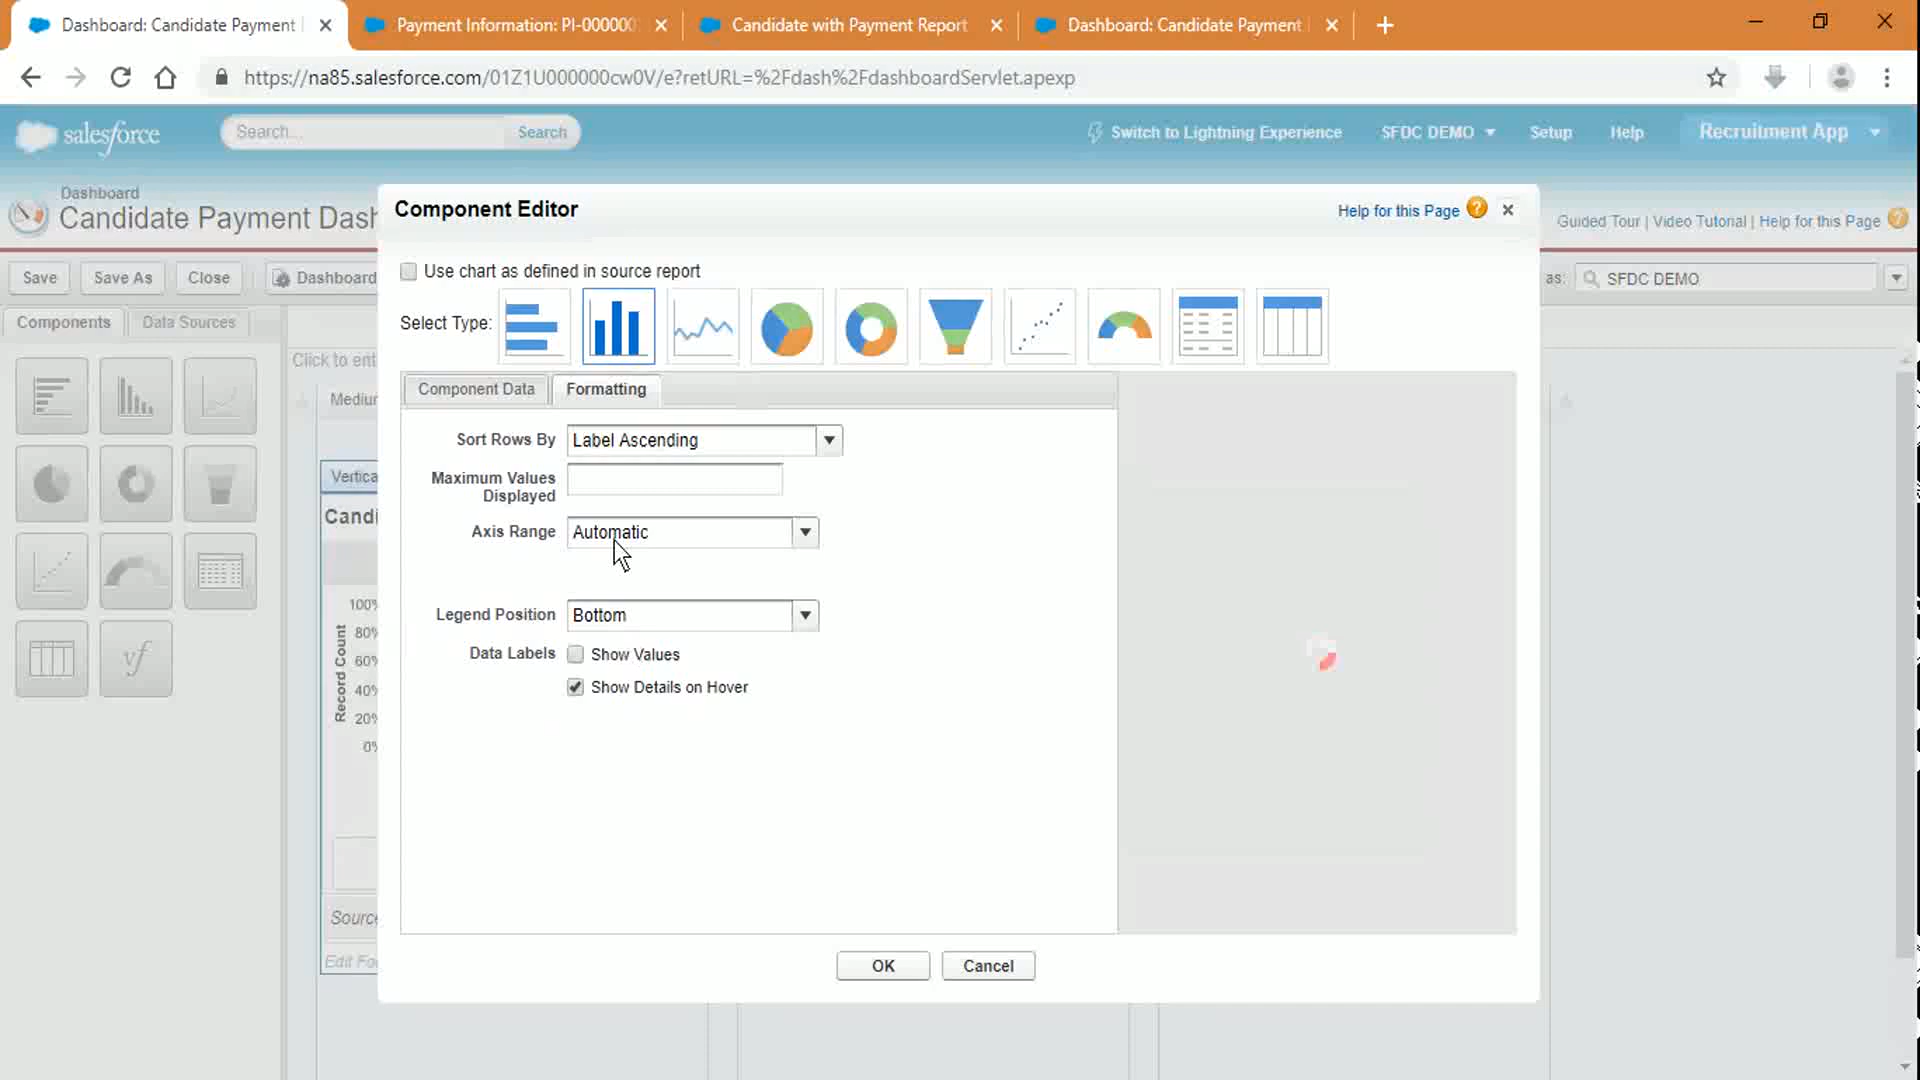 Dashboard: Candidate Payment
Payment Information: PI-000000
Candidate with Payment Report
Dashboard: Candidate Payment
https://na85.salesforce.com/01Z1U000000cw0V/e?retURL=%2Fdash%2FdashboardServlet.apexp
salesforce
Search...
Search
Switch to Lightning Experience
SFDC DEMO
Setup
Help
Recruitment App
Dashboard
Candidate Payment Dash
Guided Tour | Video Tutorial | Help for this Page
Component Editor
Help for this Page
Save
Save As
Close
Dashboard
as:
SFDC DEMO
Use chart as defined in source report
Select Type:
Components
Data Sources
Click to ent
Component Data
Formatting
Medium
Sort Rows By
Label Ascending
Maximum Values
Displayed
Vertica
Candi
Axis Range
Automatic
Legend Position
Bottom
Data Labels
Show Values
Show Details on Hover
Record Count
100%
80%
60%
40%
20%
0%
vf
Source
Edit Foo
OK
Cancel